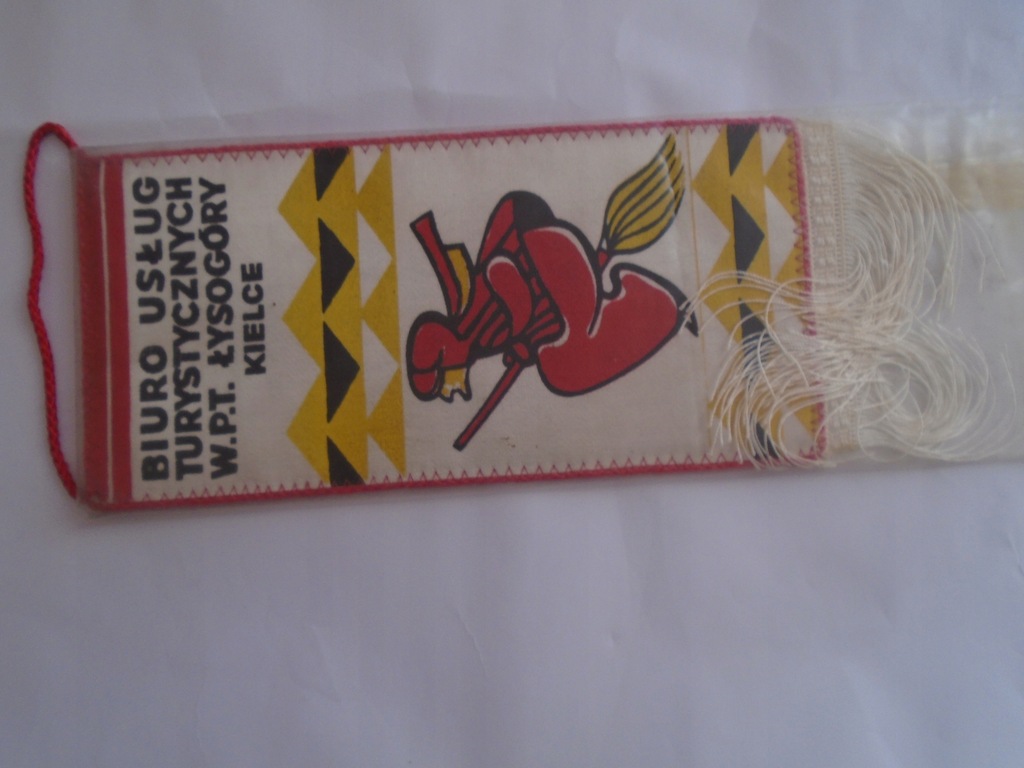 BIURO USŁUG
TURYSTYCZNYCH
W.P.T. ŁYSOGÓRY
KIELCE